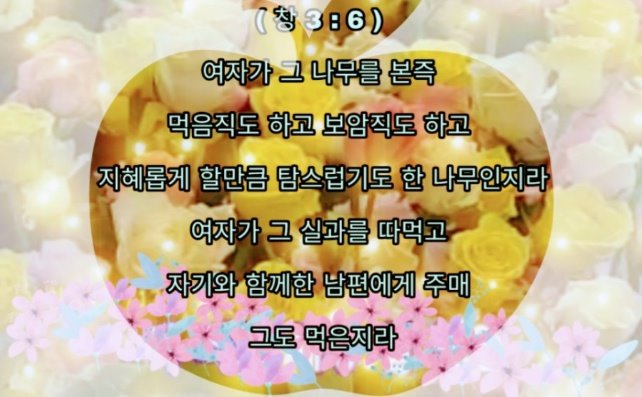 (창 3:6)
여자가 그 나무를 본즉
먹음직도 하고 보암직도 하고
지혜롭게 할만큼 탐스럽기도 한 나무인지라
여자가 그 실과를 따먹고
자기와 함께한 남편에게 주매
그도 먹은지라